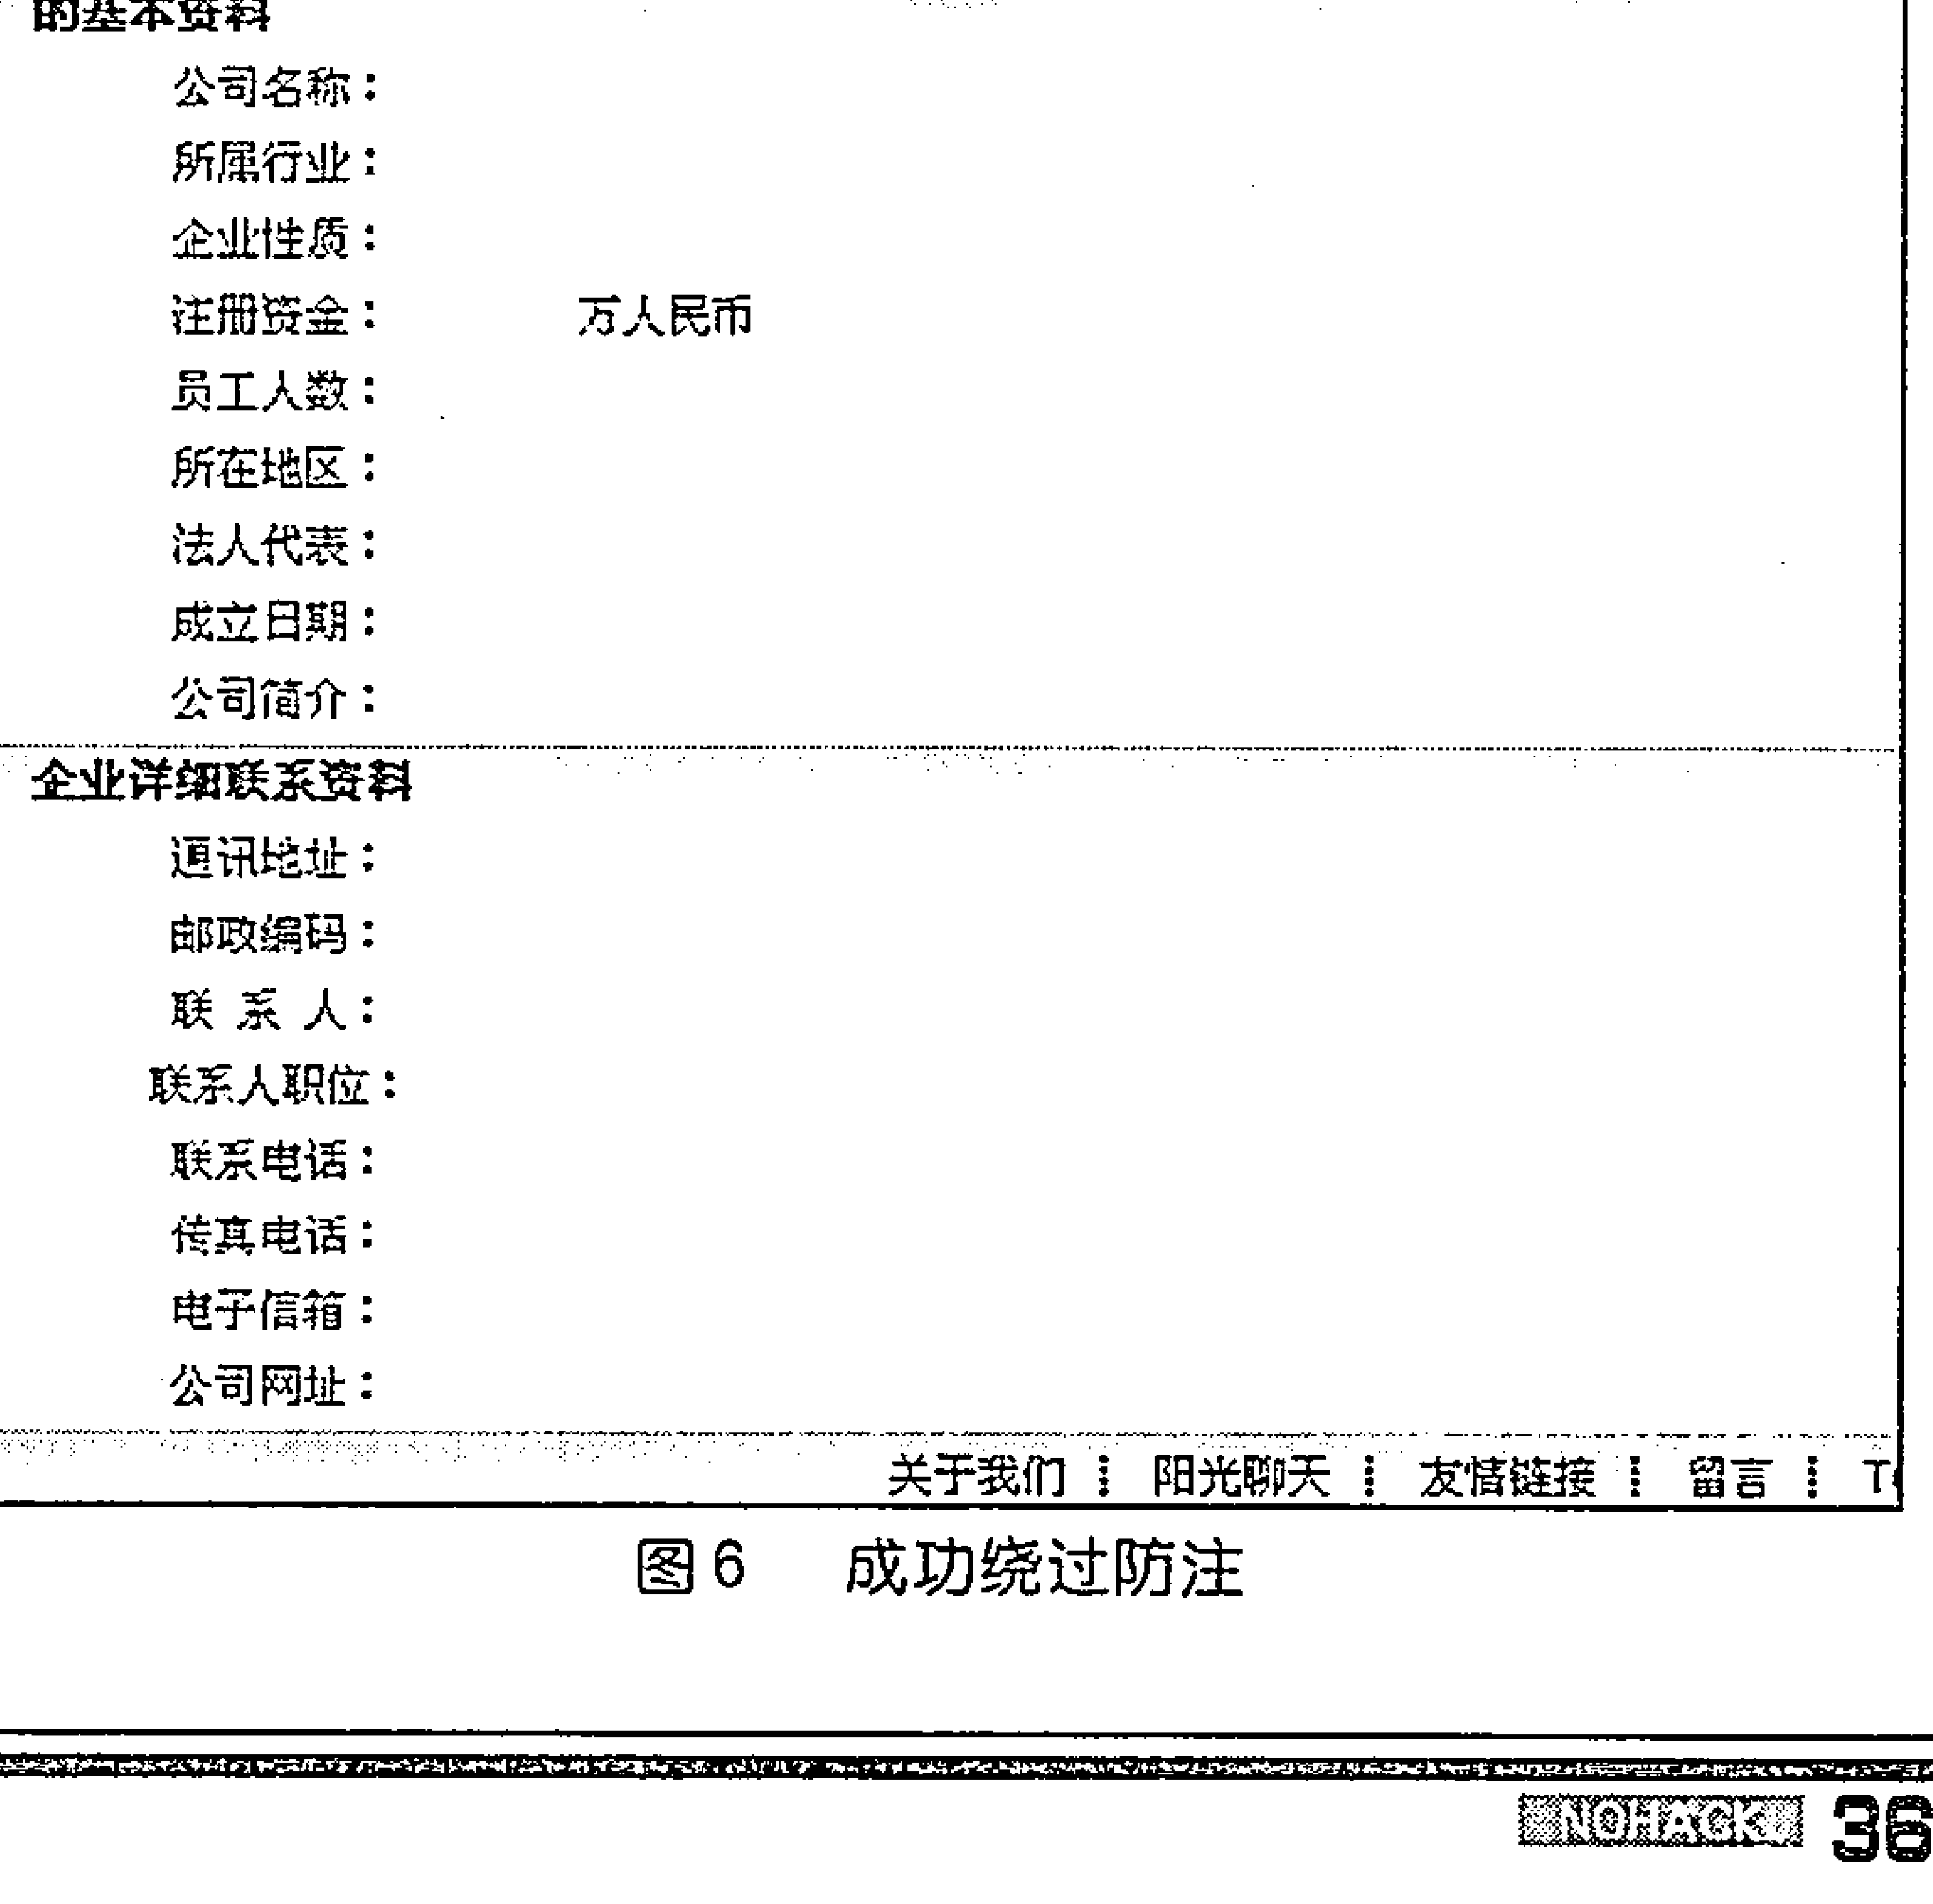 的基本资料
公司名称：
所属行业：
企业性质：
注册资金： 万人民币
员工人数：
所在地区：
法人代表：
成立日期：
公司简介：
企业详细联系资料
通讯地址：
邮政编码：
联 系 人：
联系人职位：
联系电话：
传真电话：
电子信箱：
公司网址：
关于我们 ┋ 阳光聊天 ┋ 友情链接 ┋ 留言 ┋ T
图 6 成功绕过防注
NOHACK 36